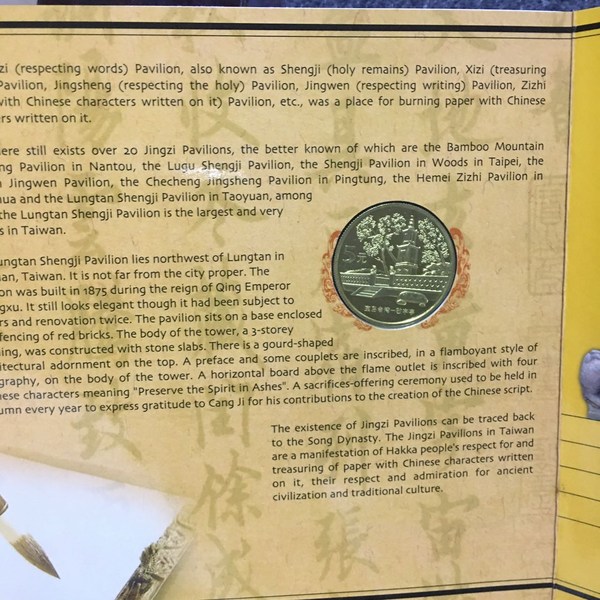 zi (respecting words) Pavilion, also known as Shengji (holy remains) Pavilion, Xizi (treasuring
Pavilion, Jingsheng (respecting the holy) Pavilion, Jingwen (respecting writing) Pavilion, Zizhi
with Chinese characters written on it) Pavilion, etc., was a place for burning paper with Chinese
rs written on it.
ere still exists over 20 Jingzi Pavilions, the better known of which are the Bamboo Mountain
ng Pavilion in Nantou, the Lugu Shengji Pavilion, the Shengji Pavilion in Woods in Taipei, the
Jingwen Pavilion, the Checheng Jingsheng Pavilion in Pingtung, the Hemei Zizhi Pavilion in
hua and the Lungtan Shengji Pavilion in Taoyuan, among
the Lungtan Shengji Pavilion is the largest and very
s in Taiwan.
ungtan Shengji Pavilion lies northwest of Lungtan in
an, Taiwan. It is not far from the city proper. The
on was built in 1875 during the reign of Qing Emperor
gxu. It still looks elegant though it had been subject to
rs and renovation twice. The pavilion sits on a base enclosed
fencing of red bricks. The body of the tower, a 3-storey
ing, was constructed with stone slabs. There is a gourd-shaped
itectural adornment on the top. A preface and some couplets are inscribed, in a flamboyant style of
graphy, on the body of the tower. A horizontal board above the flame outlet is inscribed with four
nese characters meaning "Preserve the Spirit in Ashes". A sacrifices-offering ceremony used to be held in
umn every year to express gratitude to Cang Ji for his contributions to the creation of the Chinese script.
5元
The existence of Jingzi Pavilions can be traced back
to the Song Dynasty. The Jingzi Pavilions in Taiwan
are a manifestation of Hakka people's respect for and
treasuring of paper with Chinese characters written
on it, their respect and admiration for ancient
civilization and traditional culture.